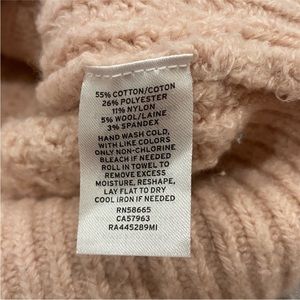 55% COTTON/COTON
26% POLYESTER
11% NYLON
5% WOOL/LAINE
3% SPANDEX
HAND WASH COLD,
WITH LIKE COLORS
ONLY NON-CHLORINE
BLEACH IF NEEDED
ROLL IN TOWEL TO
REMOVE EXCESS
MOISTURE, RESHAPE,
LAY FLAT TO DRY
COOL IRON IF NEEDED
RN58665
CA57963
RA445289MI